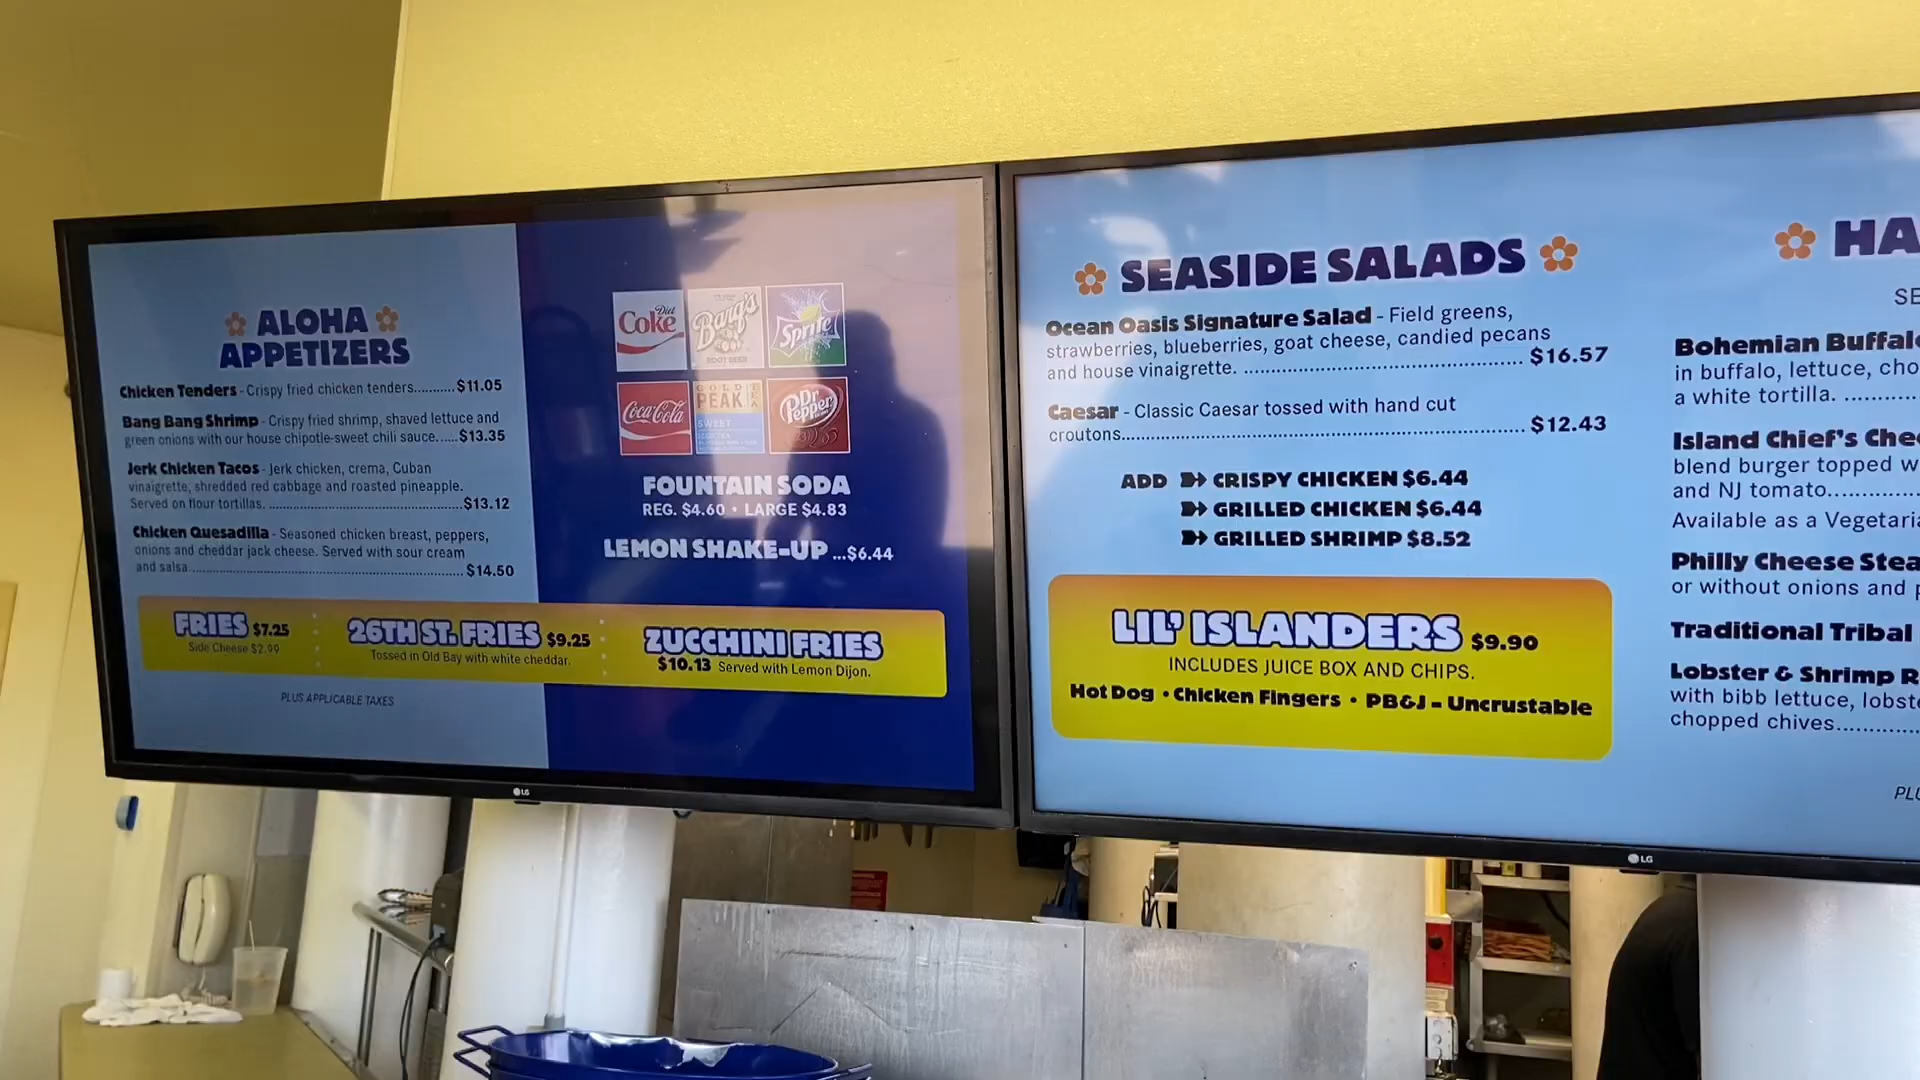 ALOHA
APPETIZERS
Chicken Tenders - Crispy fried chicken tenders..........$11.05
Bang Bang Shrimp - Crispy fried shrimp, shaved lettuce and
green onions with our house chipotle-sweet chili sauce.....$13.35
Jerk Chicken Tacos - Jerk chicken, crema, Cuban
vinaigrette, shredded red cabbage and roasted pineapple.
Served on flour tortillas. ..........$13.12
Chicken Quesadilla - Seasoned chicken breast, peppers,
onions and cheddar jack cheese. Served with sour cream
and salsa..........$14.50
Diet
Coke
Barq's
ROOT BEER
Sprite
Coca-Cola
GOLD
PEAK
SWEET
Dr
Pepper
FOUNTAIN SODA
REG. $4.60 • LARGE $4.83
LEMON SHAKE-UP ...$6.44
FRIES $7.25
Side Cheese $2.99
26TH ST. FRIES $9.25
Tossed in Old Bay with white cheddar.
ZUCCHINI FRIES
$10.13 Served with Lemon Dijon.
PLUS APPLICABLE TAXES
LG
SEASIDE SALADS
Ocean Oasis Signature Salad - Field greens,
strawberries, blueberries, goat cheese, candied pecans
and house vinaigrette. ..........$16.57
Caesar - Classic Caesar tossed with hand cut
croutons..........$12.43
ADD CRISPY CHICKEN $6.44
GRILLED CHICKEN $6.44
GRILLED SHRIMP $8.52
LIL' ISLANDERS $9.90
INCLUDES JUICE BOX AND CHIPS.
Hot Dog • Chicken Fingers • PB&J - Uncrustable
HA
SE
Bohemian Buffal
in buffalo, lettuce, cho
a white tortilla. ..........
Island Chief's Che
blend burger topped w
and NJ tomato..........
Available as a Vegetari
Philly Cheese Stea
or without onions and p
Traditional Tribal
Lobster & Shrimp R
with bibb lettuce, lobst
chopped chives..........
PLU
LG